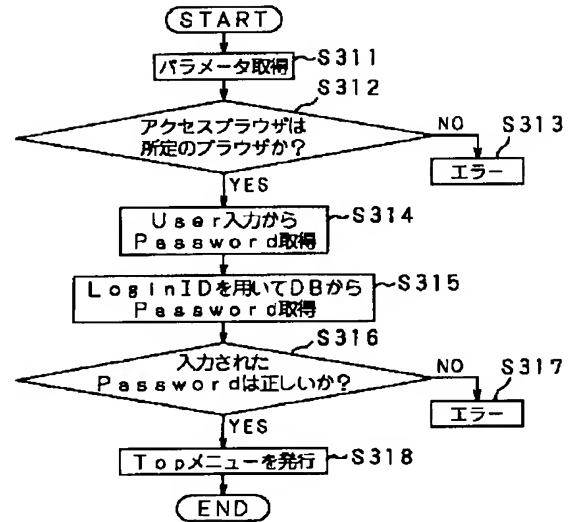 START
パラメータ取得
S311
S312
アクセスブラウザは
所定のブラウザか?
NO
S313
エラー
YES
User入力から
Password取得
S314
LoginIDを用いてDBから
Password取得
S315
S316
入力された
Passwordは正しいか?
NO
S317
エラー
YES
Topメニューを発行
S318
END